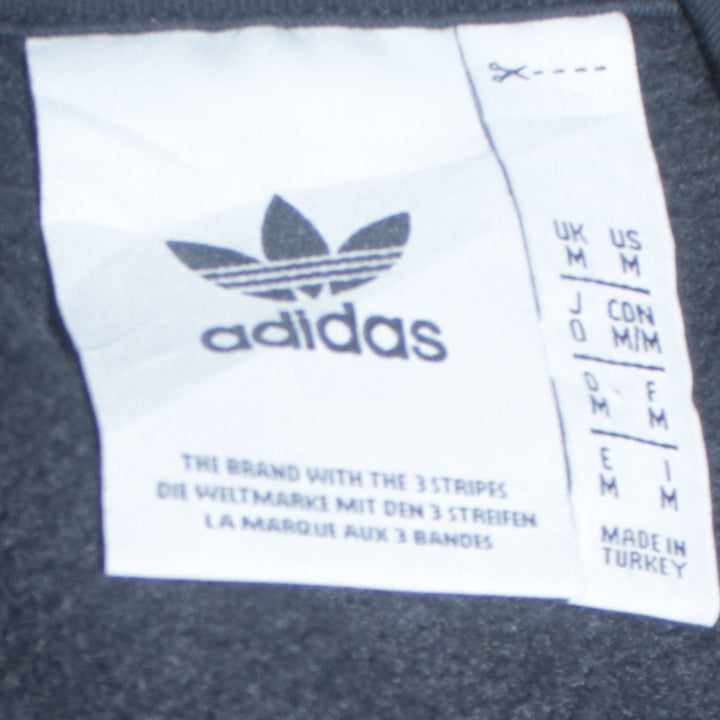 adidas
THE BRAND WITH THE 3 STRIPES
DIE WELTMARKE MIT DEN 3 STREIFEN
LA MARQUE AUX 3 BANDES
UK US
M M
J CDN
O M/M
D F
M M
E I
M M
MADE IN
TURKEY